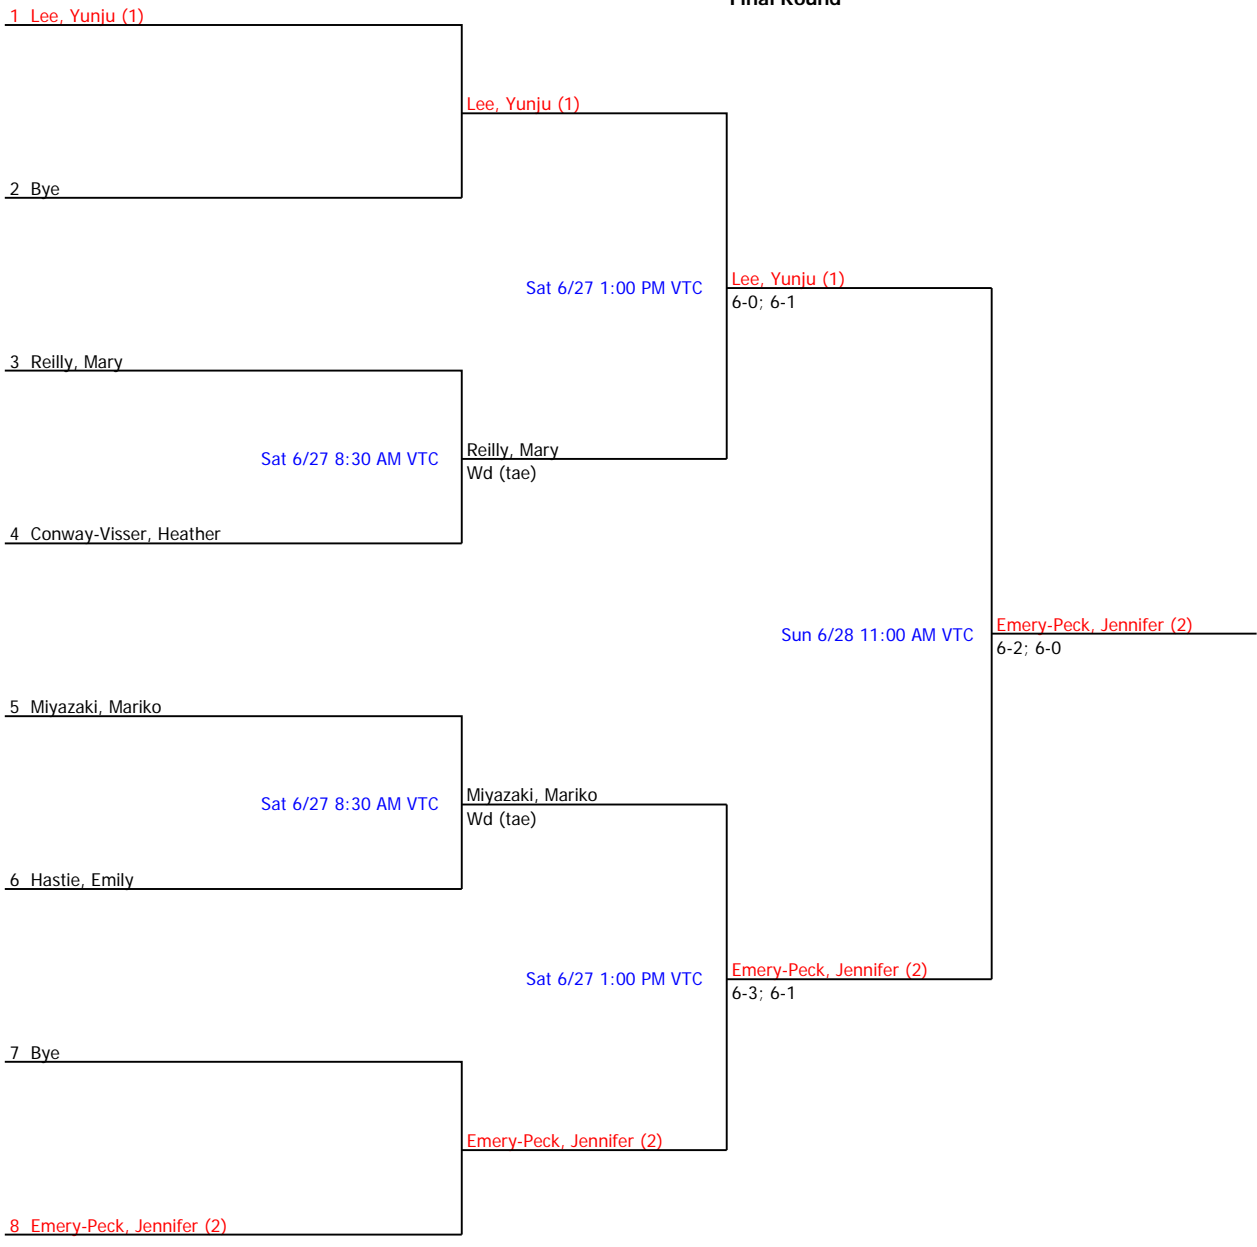 Final Round
1 Lee, Yunju (1)
Lee, Yunju (1)
2 Bye
Sat 6/27 1:00 PM VTC
Lee, Yunju (1)
6-0; 6-1
3 Reilly, Mary
Sat 6/27 8:30 AM VTC
Reilly, Mary
Wd (tae)
4 Conway-Visser, Heather
Sun 6/28 11:00 AM VTC
Emery-Peck, Jennifer (2)
6-2; 6-0
5 Miyazaki, Mariko
Sat 6/27 8:30 AM VTC
Miyazaki, Mariko
Wd (tae)
6 Hastie, Emily
Sat 6/27 1:00 PM VTC
Emery-Peck, Jennifer (2)
6-3; 6-1
7 Bye
Emery-Peck, Jennifer (2)
8 Emery-Peck, Jennifer (2)